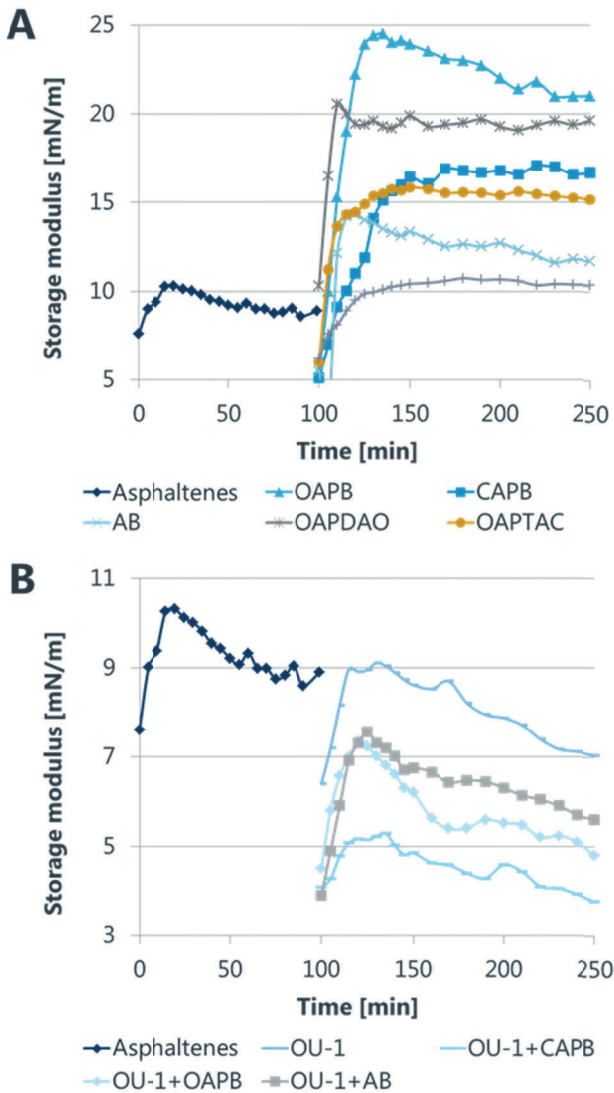 A
Storage modulus [mN/m]
25
20
15
10
5
0 50 100 150 200 250
Time [min]
Asphaltenes OAPB CAPB
AB OAPDAO OAPTAC
B
Storage modulus [mN/m]
11
9
7
5
3
0 50 100 150 200 250
Time [min]
Asphaltenes OU-1 OU-1+CAPB
OU-1+OAPB OU-1+AB